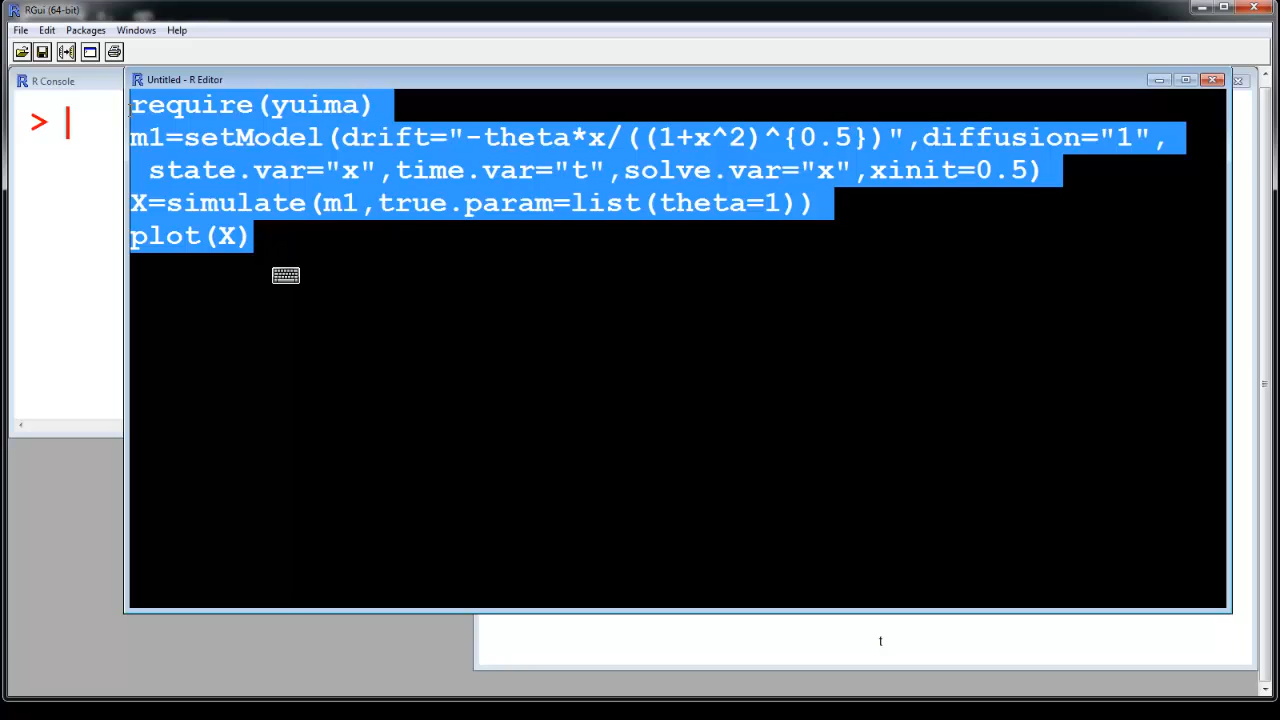 RGui (64-bit)
File Edit Packages Windows Help
R Console
>
Untitled - R Editor
require(yuima)
m1=setModel(drift="-theta*x/((1+x^2)^{0.5})",diffusion="1",
state.var="x",time.var="t",solve.var="x",xinit=0.5)
X=simulate(m1,true.param=list(theta=1))
plot(X)
t